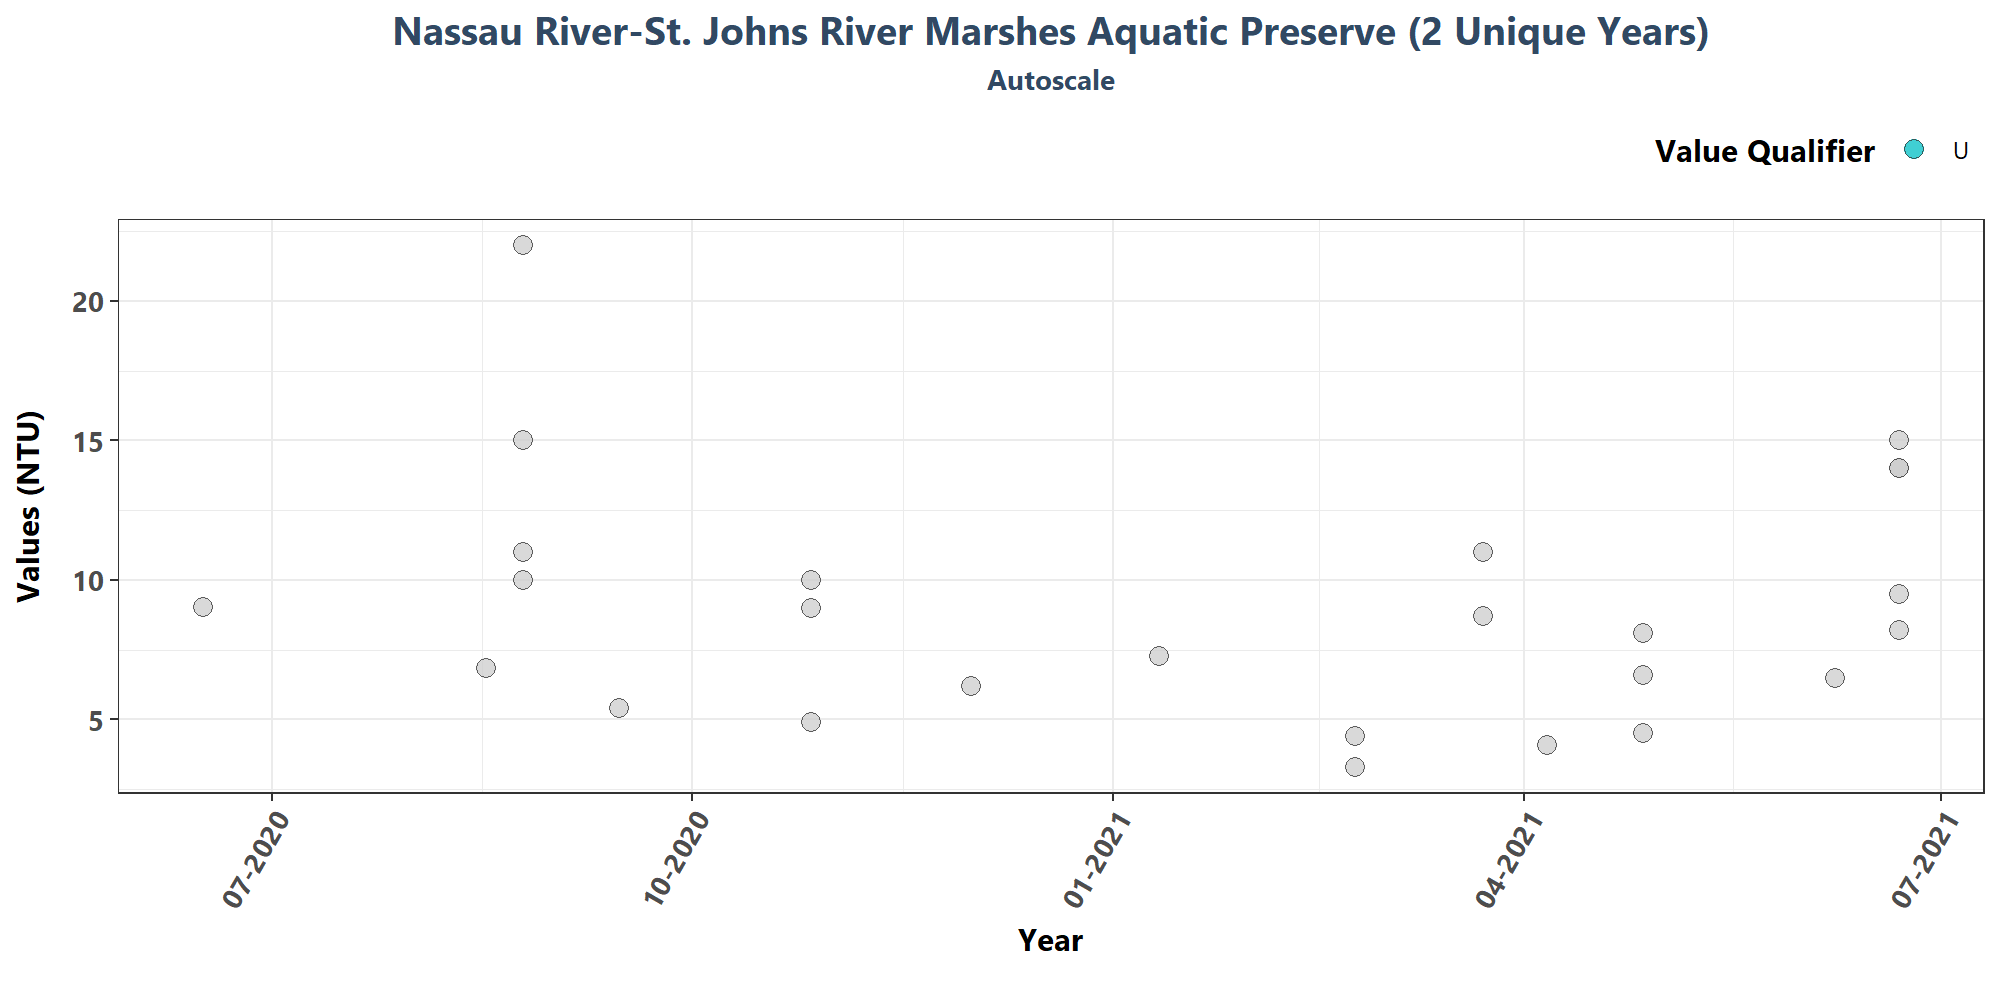 Nassau River-St. Johns River Marshes Aquatic Preserve (2 Unique Years)
Autoscale
Value Qualifier U
Values (NTU)
20
15
10
5
07-2020 10-2020 01-2021 04-2021 07-2021
Year